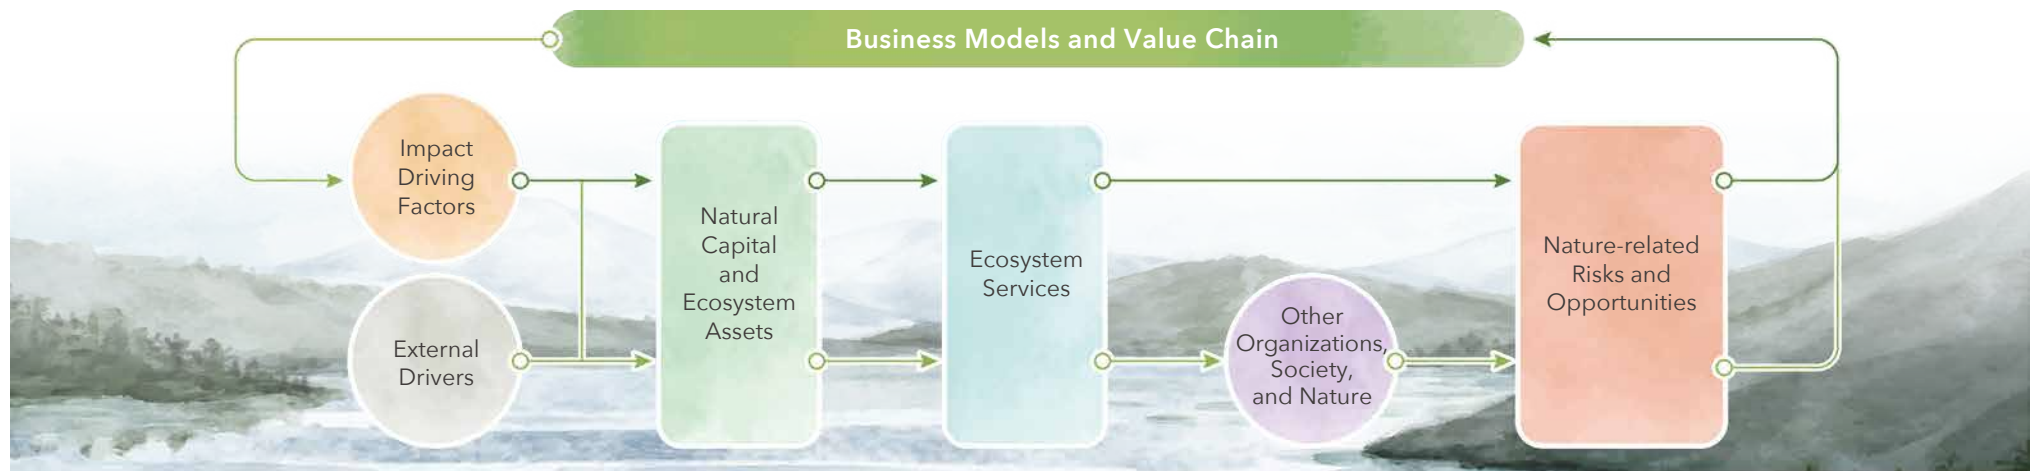 Business Models and Value Chain
Impact
Driving
Factors
External
Drivers
Natural
Capital
and
Ecosystem
Assets
Ecosystem
Services
Other
Organizations,
Society,
and Nature
Nature-related
Risks and
Opportunities